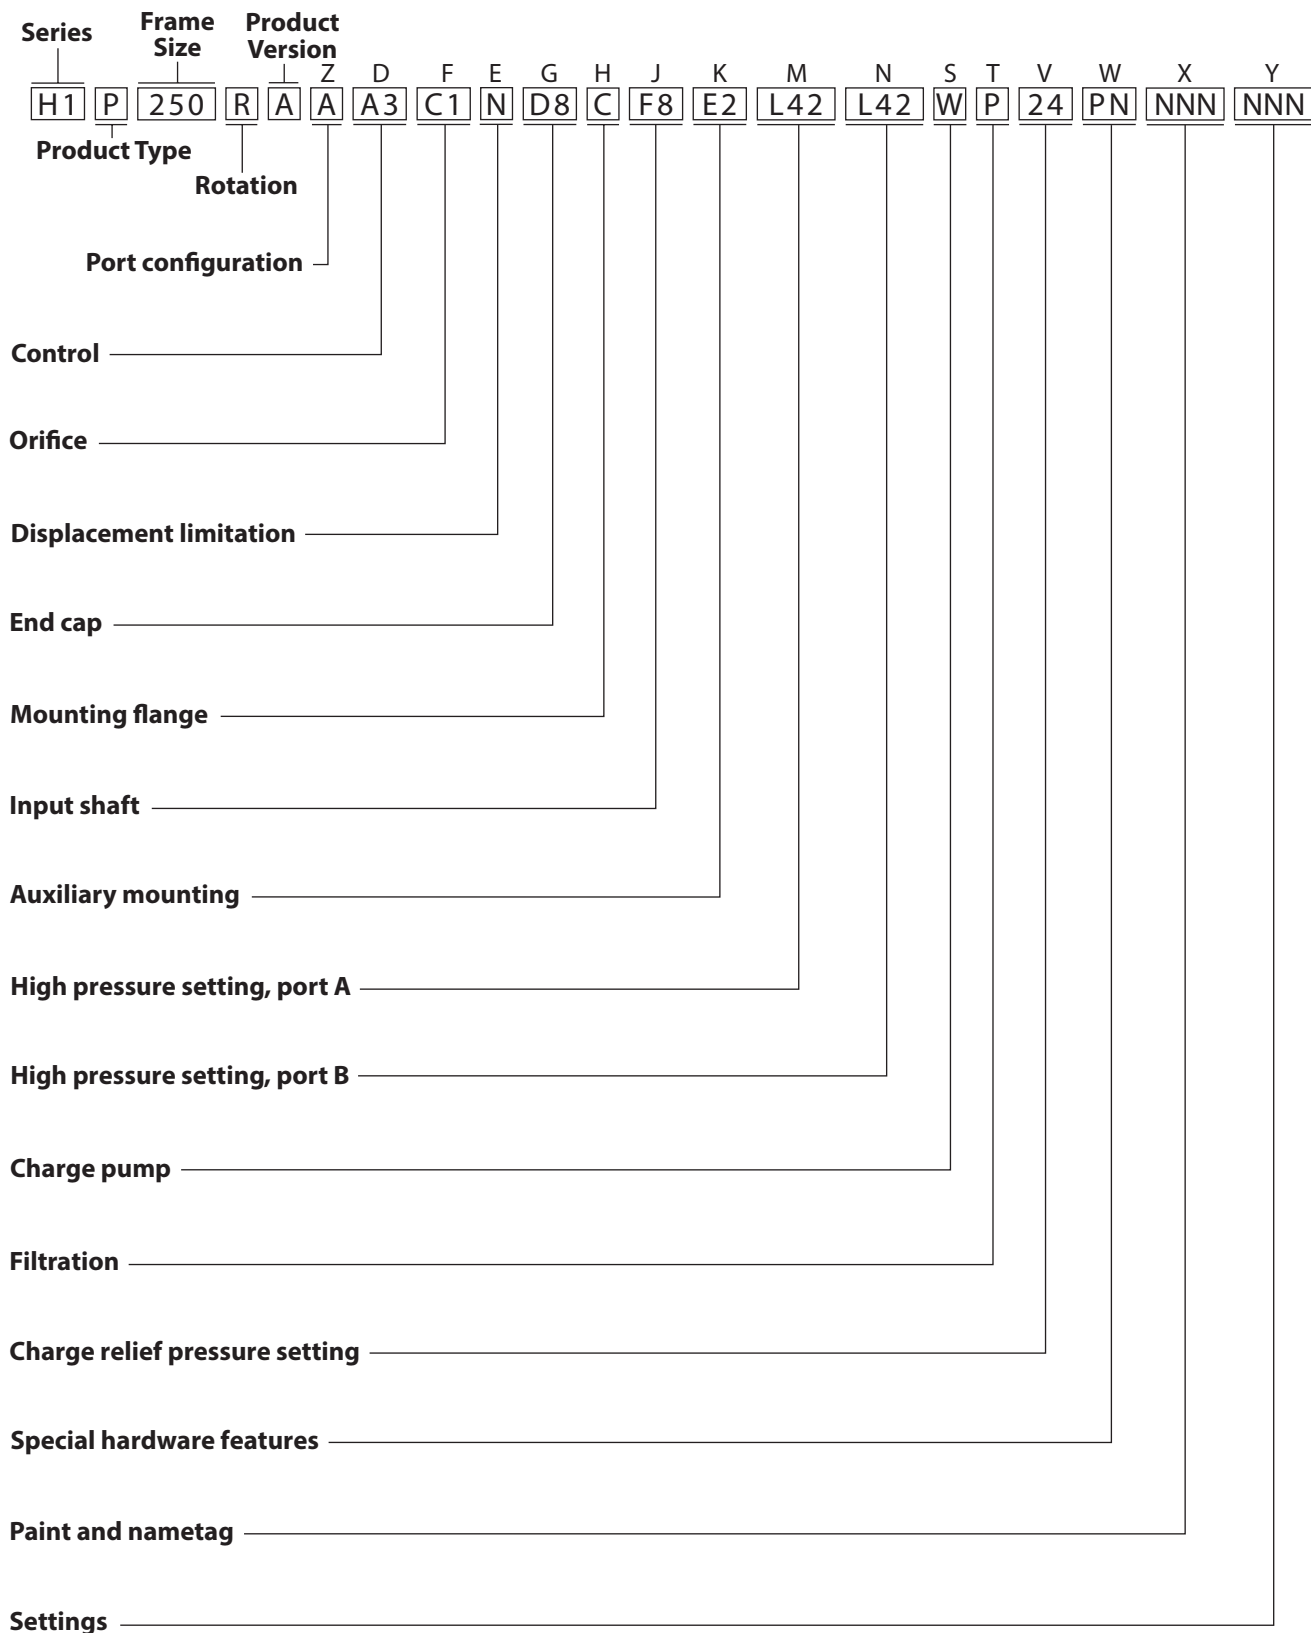 Series Frame Size Product Version
Z D F E G H J K M N S T V W X Y
H1 P 250 R A A A3 C1 N D8 C F8 E2 L42 L42 W P 24 PN NNN NNN
Product Type
Rotation
Port configuration
Control
Orifice
Displacement limitation
End cap
Mounting flange
Input shaft
Auxiliary mounting
High pressure setting, port A
High pressure setting, port B
Charge pump
Filtration
Charge relief pressure setting
Special hardware features
Paint and nametag
Settings